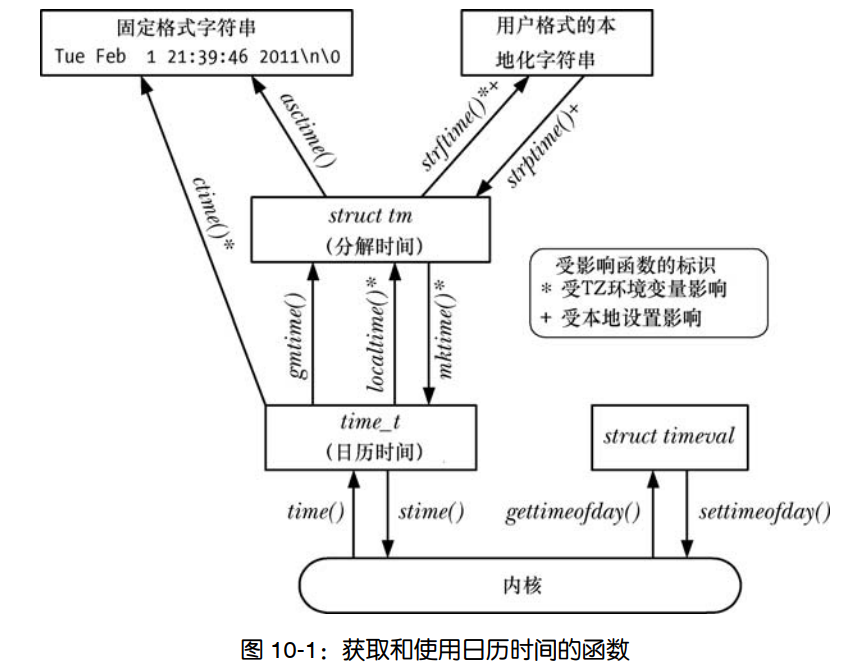 固定格式字符串
Tue Feb  1 21:39:46 2011\n\0
用户格式的本
地化字符串
ctime()*
asctime()
strftime()*+
strptime()+
struct tm
(分解时间)
受影响函数的标识
* 受TZ环境变量影响
+ 受本地设置影响
gmtime()
localtime()*
mktime()*
time_t
(日历时间)
struct timeval
time()
stime()
gettimeofday()
settimeofday()
内核
图 10-1：获取和使用日历时间的函数